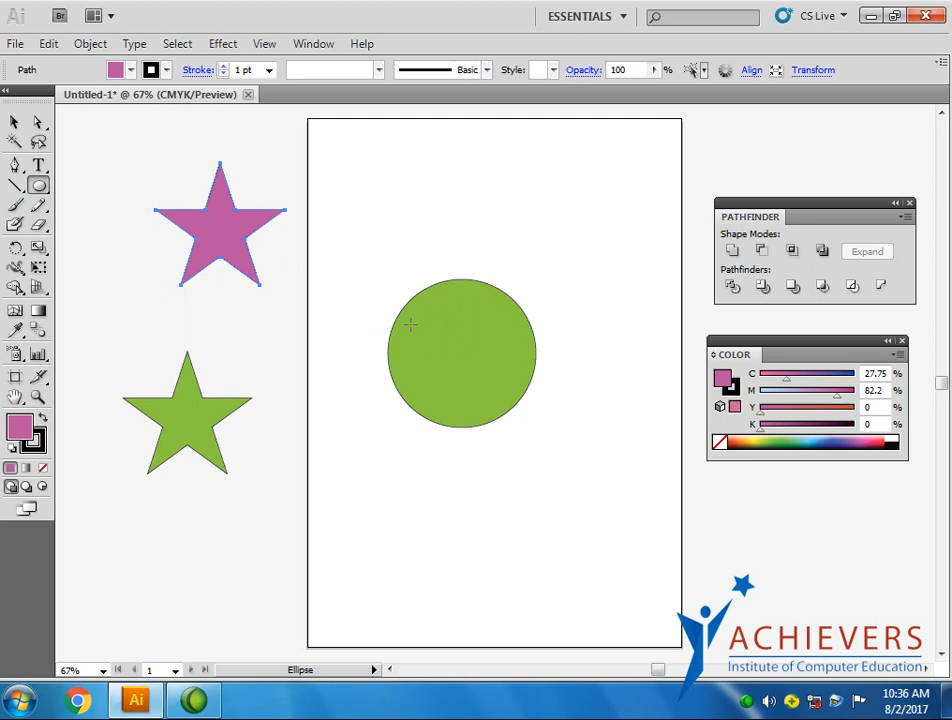 Ai Br ESSENTIALS CS Live
File Edit Object Type Select Effect View Window Help
Path Stroke: 1 pt Basic Style: Opacity: 100 % Align Transform
Untitled-1* @ 67% (CMYK/Preview)
T
PATHFINDER
Shape Modes:
Expand
Pathfinders:
COLOR
C 27.75 %
M 82.2 %
Y 0 %
K 0 %
ACHIEVERS
Institute of Computer Education
67% 1 Ellipse
Ai
10:36 AM
8/2/2017